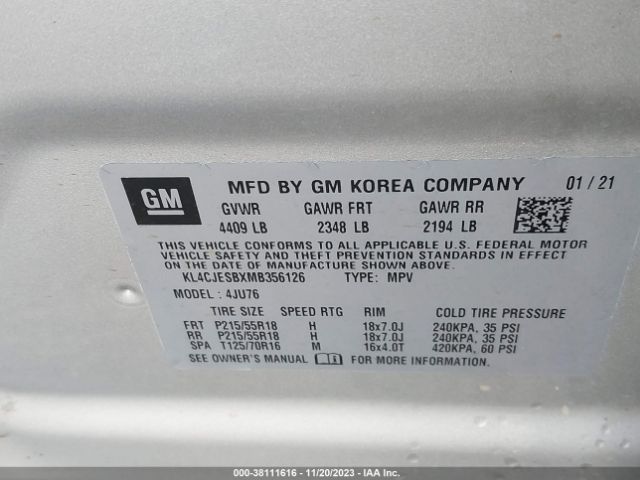 GM
MFD BY GM KOREA COMPANY 01 / 21
GVWR GAWR FRT GAWR RR
4409 LB 2348 LB 2194 LB
THIS VEHICLE CONFORMS TO ALL APPLICABLE U.S. FEDERAL MOTOR
VEHICLE SAFETY AND THEFT PREVENTION STANDARDS IN EFFECT
ON THE DATE OF MANUFACTURE SHOWN ABOVE.
KL4CJESBXMB356126 TYPE: MPV
MODEL : 4JU76
TIRE SIZE SPEED RTG RIM COLD TIRE PRESSURE
FRT P215/55R18 H 18x7.0J 240KPA, 35 PSI
RR P215/55R18 H 18x7.0J 240KPA, 35 PSI
SPA T125/70R16 M 16x4.0T 420KPA, 60 PSI
SEE OWNER'S MANUAL FOR MORE INFORMATION.
000-38111616 - 11/20/2023 - IAA Inc.